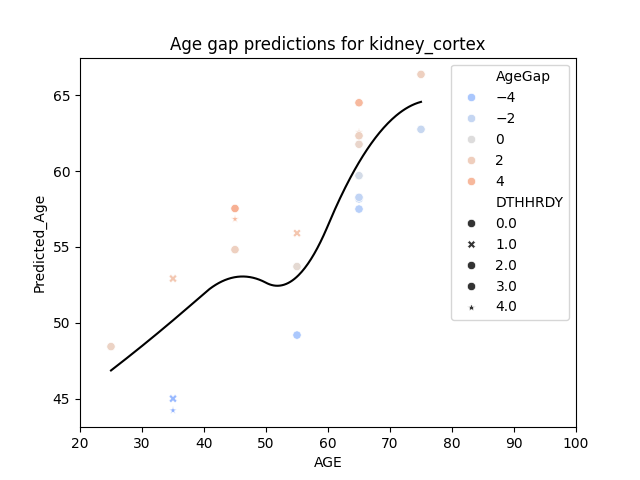 Age gap predictions for kidney_cortex
AgeGap
−4
−2
0
2
4
DTHHRDY
0.0
1.0
2.0
3.0
4.0
Predicted_Age
65
60
55
50
45
20 30 40 50 60 70 80 90 100
AGE